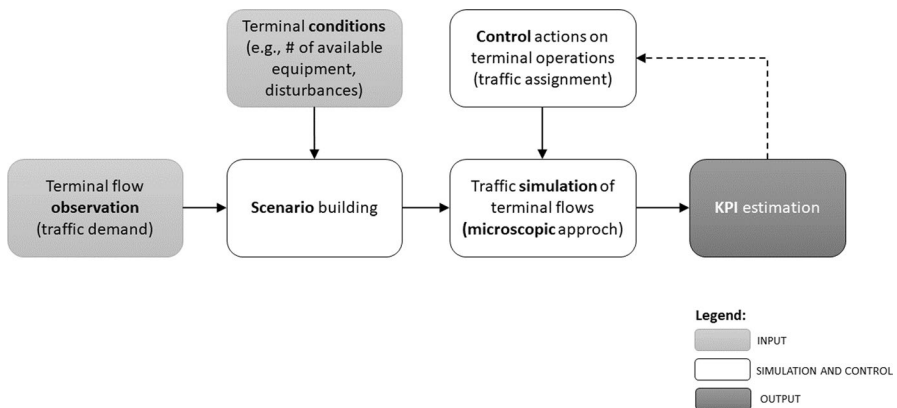 Terminal conditions
(e.g., # of available
equipment,
disturbances)
Control actions on
terminal operations
(traffic assignment)
Terminal flow
observation
(traffic demand)
Scenario building
Traffic simulation of
terminal flows
(microscopic approch)
KPI estimation
Legend:
INPUT
SIMULATION AND CONTROL
OUTPUT